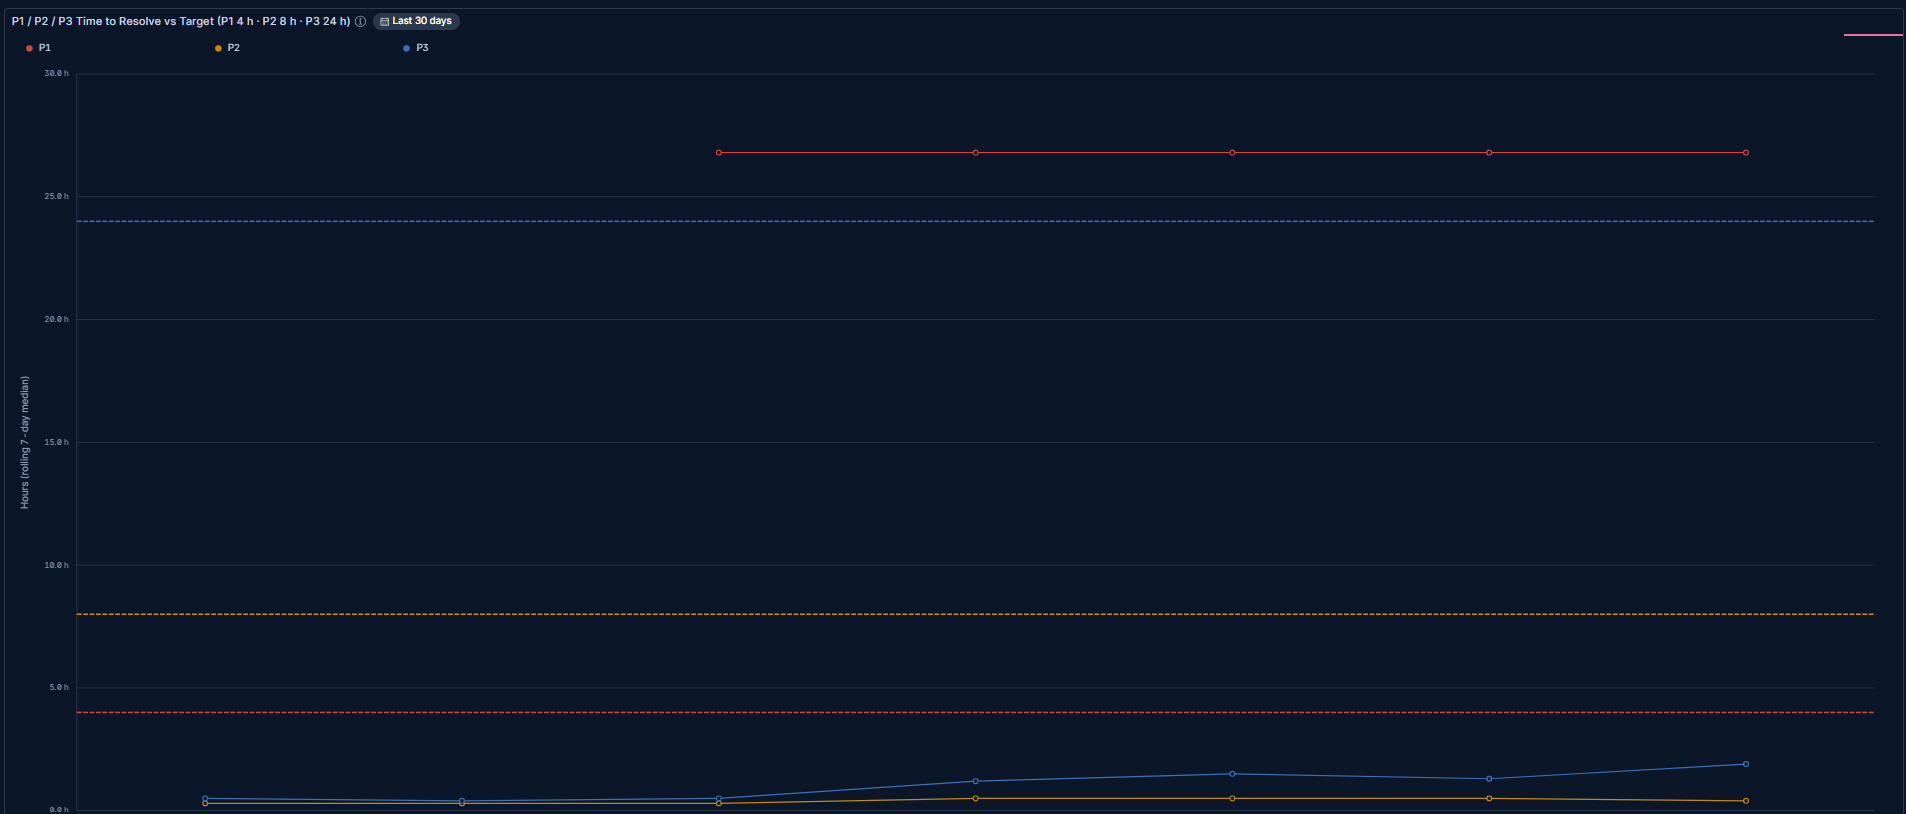 P1 / P2 / P3 Time to Resolve vs Target (P1 4 h · P2 8 h · P3 24 h) Last 30 days
P1 P2 P3
30.0 h
25.0 h
20.0 h
15.0 h
10.0 h
5.0 h
0.0 h
Hours (rolling 7-day median)